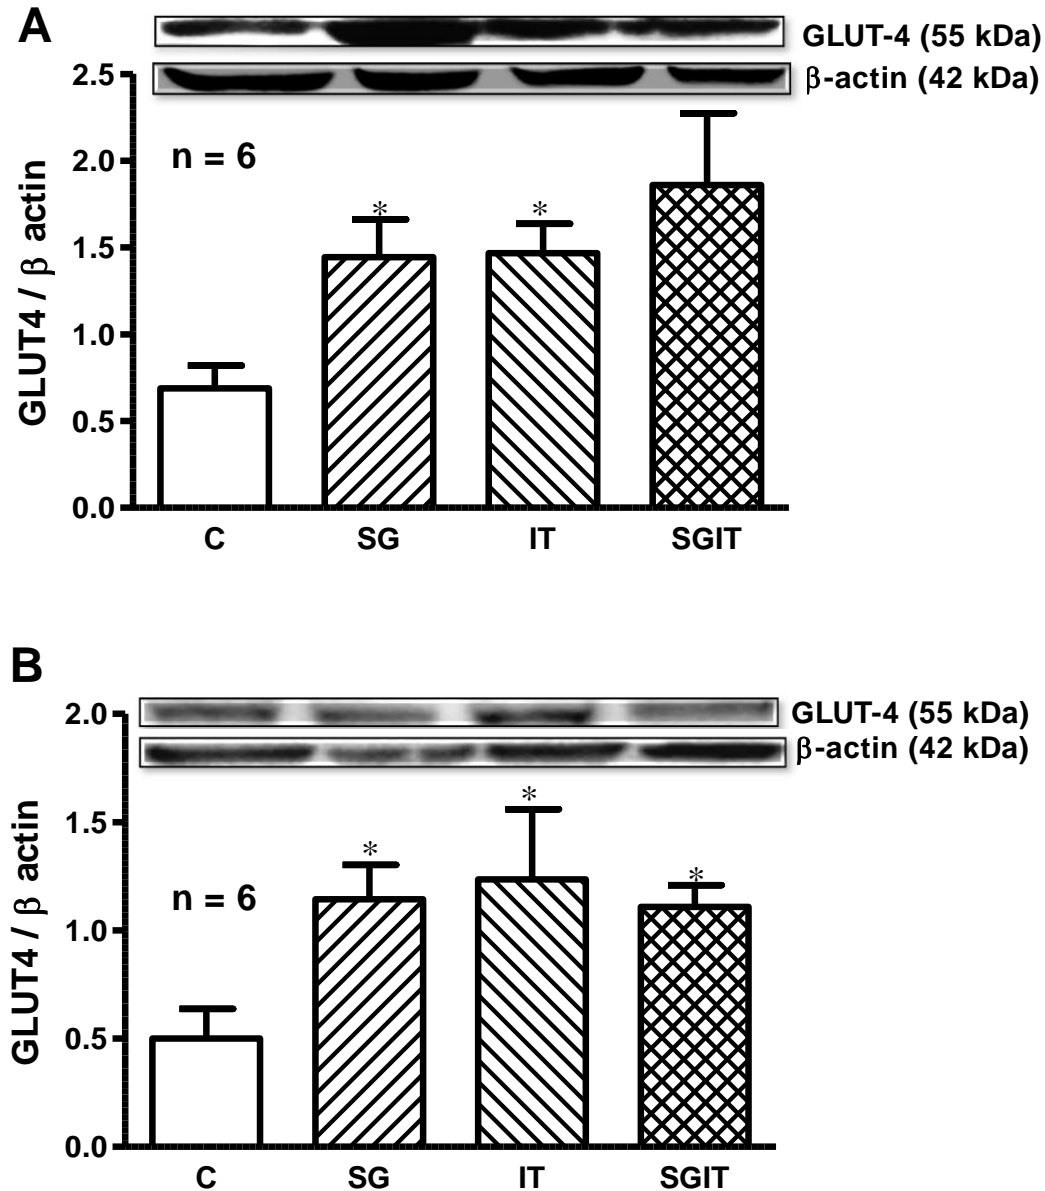 A
GLUT-4 (55 kDa)
β-actin (42 kDa)
2.5
2.0
1.5
1.0
0.5
0.0
GLUT4 / β actin
n = 6
*
*
C
SG
IT
SGIT
B
GLUT-4 (55 kDa)
β-actin (42 kDa)
2.0
1.5
1.0
0.5
0.0
GLUT4 / β actin
n = 6
*
*
*
C
SG
IT
SGIT